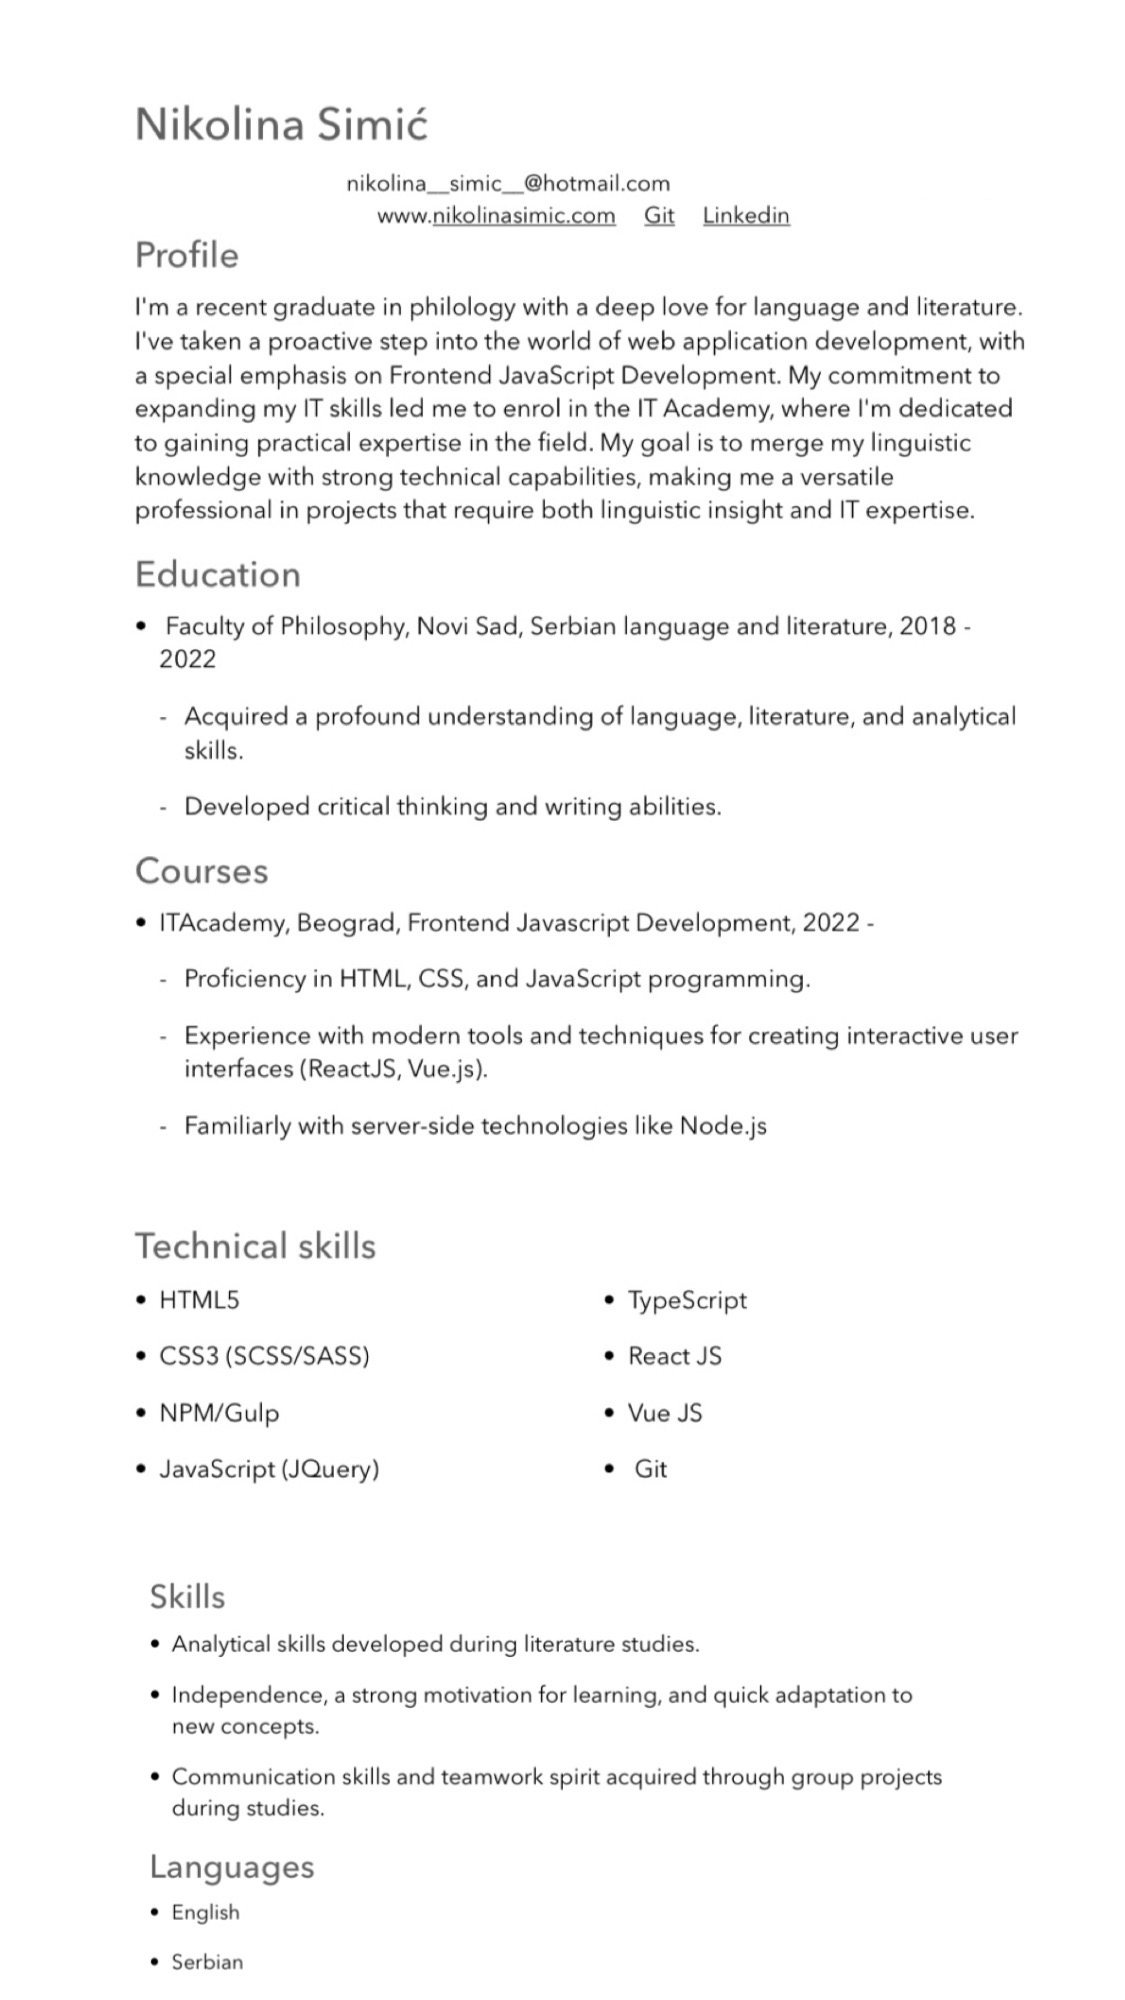 Nikolina Simić
nikolina__simic__@hotmail.com
www.nikolinasimic.com Git Linkedin
Profile
I'm a recent graduate in philology with a deep love for language and literature.
I've taken a proactive step into the world of web application development, with
a special emphasis on Frontend JavaScript Development. My commitment to
expanding my IT skills led me to enrol in the IT Academy, where I'm dedicated
to gaining practical expertise in the field. My goal is to merge my linguistic
knowledge with strong technical capabilities, making me a versatile
professional in projects that require both linguistic insight and IT expertise.
Education
• Faculty of Philosophy, Novi Sad, Serbian language and literature, 2018 -
2022
- Acquired a profound understanding of language, literature, and analytical
skills.
- Developed critical thinking and writing abilities.
Courses
• ITAcademy, Beograd, Frontend Javascript Development, 2022 -
- Proficiency in HTML, CSS, and JavaScript programming.
- Experience with modern tools and techniques for creating interactive user
interfaces (ReactJS, Vue.js).
- Familiarly with server-side technologies like Node.js
Technical skills
• HTML5
• CSS3 (SCSS/SASS)
• NPM/Gulp
• JavaScript (JQuery)
• TypeScript
• React JS
• Vue JS
• Git
Skills
• Analytical skills developed during literature studies.
• Independence, a strong motivation for learning, and quick adaptation to
new concepts.
• Communication skills and teamwork spirit acquired through group projects
during studies.
Languages
• English
• Serbian